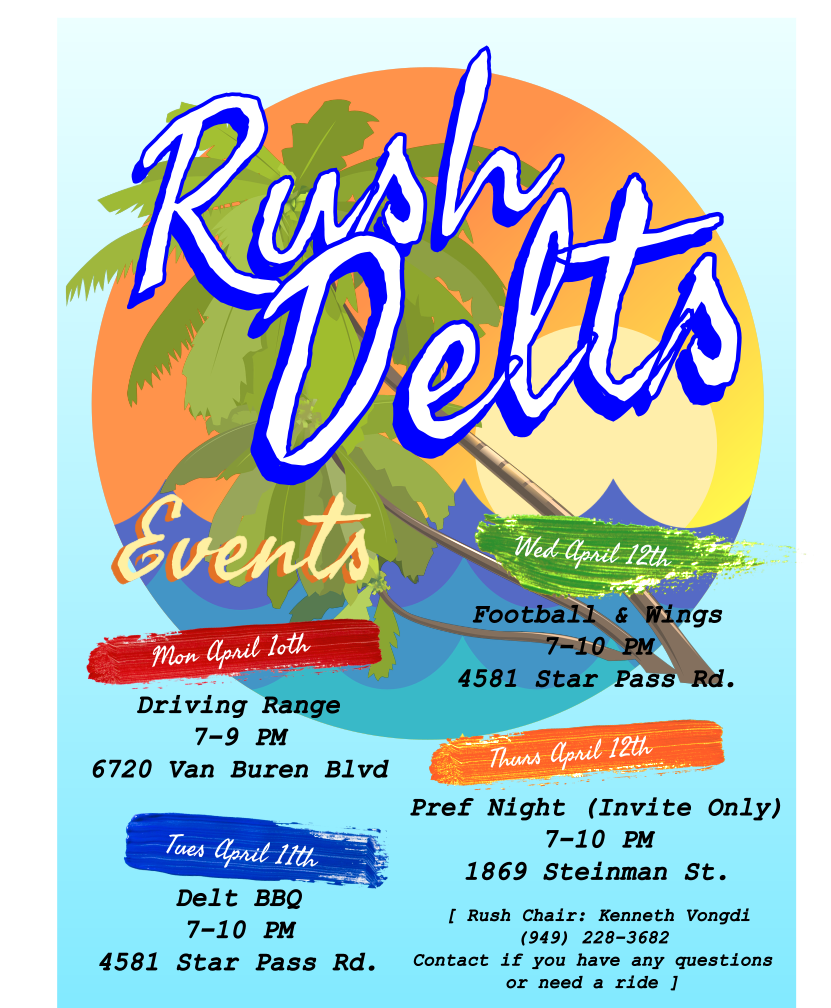 Rush
Delts
Events
Mon April 10th
Driving Range
7-9 PM
6720 Van Buren Blvd
Tues April 11th
Delt BBQ
7-10 PM
4581 Star Pass Rd.
Wed April 12th
Football & Wings
7-10 PM
4581 Star Pass Rd.
Thurs April 12th
Pref Night (Invite Only)
7-10 PM
1869 Steinman St.
[ Rush Chair: Kenneth Vongdi
(949) 228-3682
Contact if you have any questions
or need a ride ]